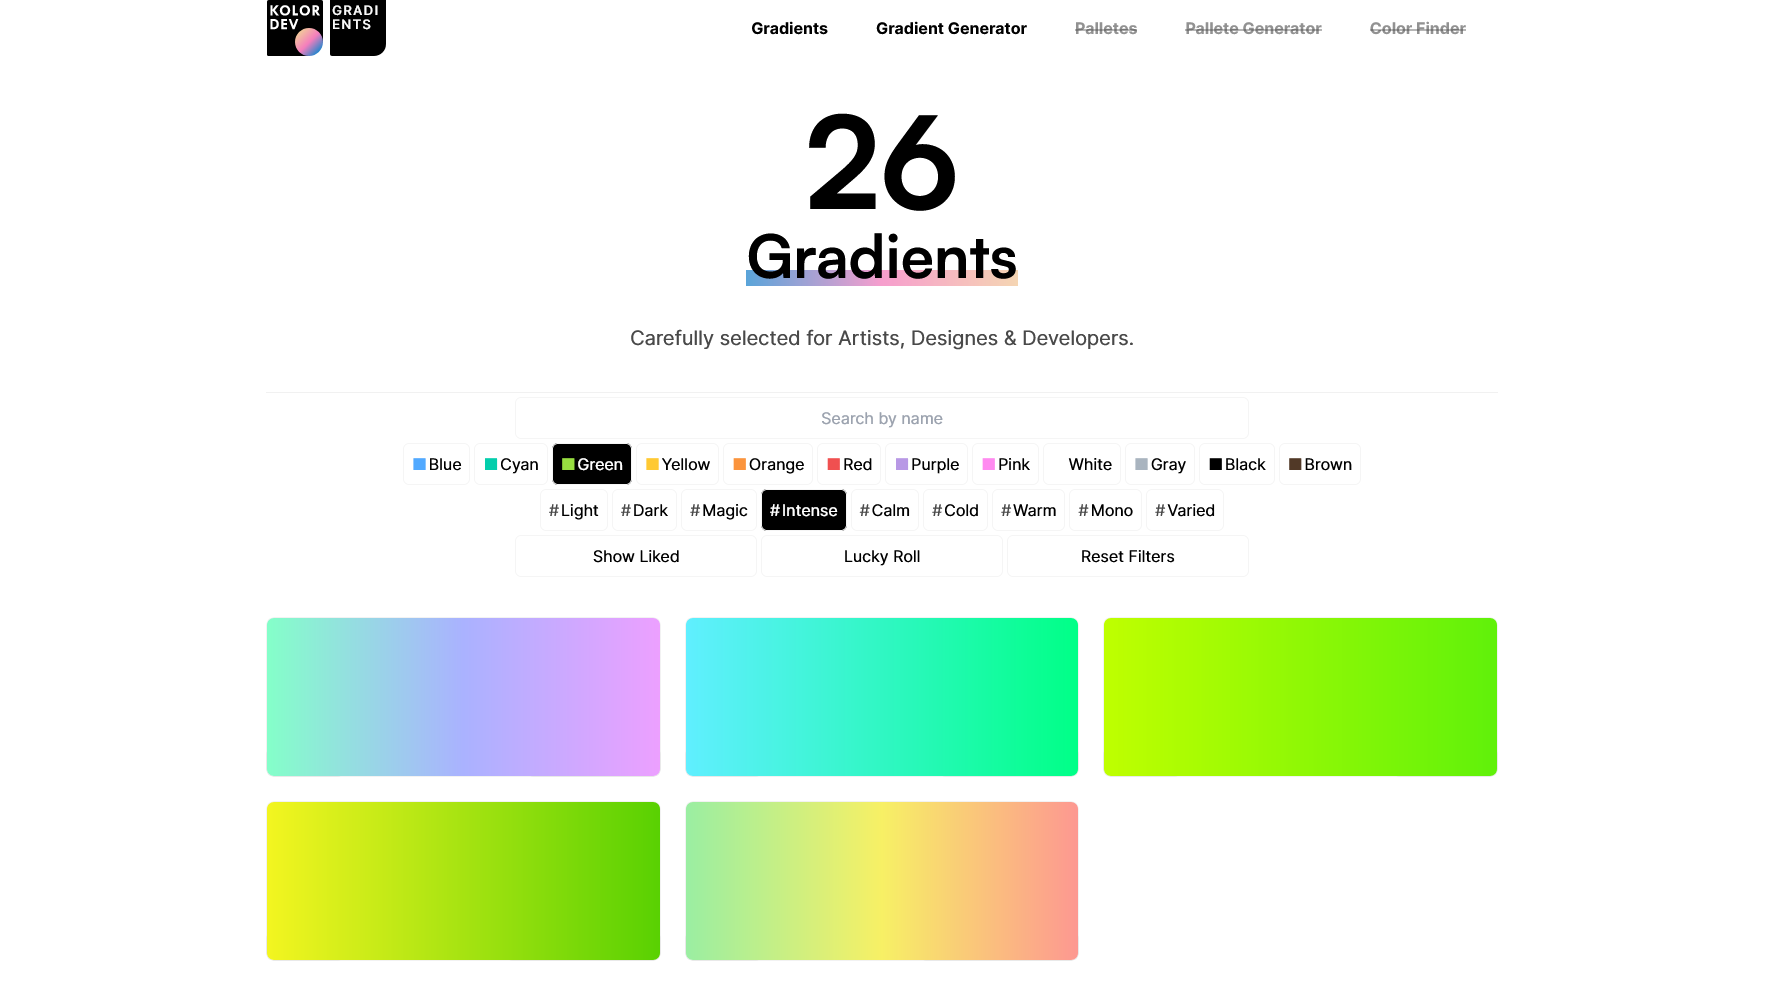 KOLOR
DEV
GRADI
ENTS
Gradients Gradient Generator Palletes Pallete Generator Color Finder
26
Gradients
Carefully selected for Artists, Designes & Developers.
Search by name
Blue Cyan Green Yellow Orange Red Purple Pink White Gray Black Brown
#Light #Dark #Magic #Intense #Calm #Cold #Warm #Mono #Varied
Show Liked Lucky Roll Reset Filters